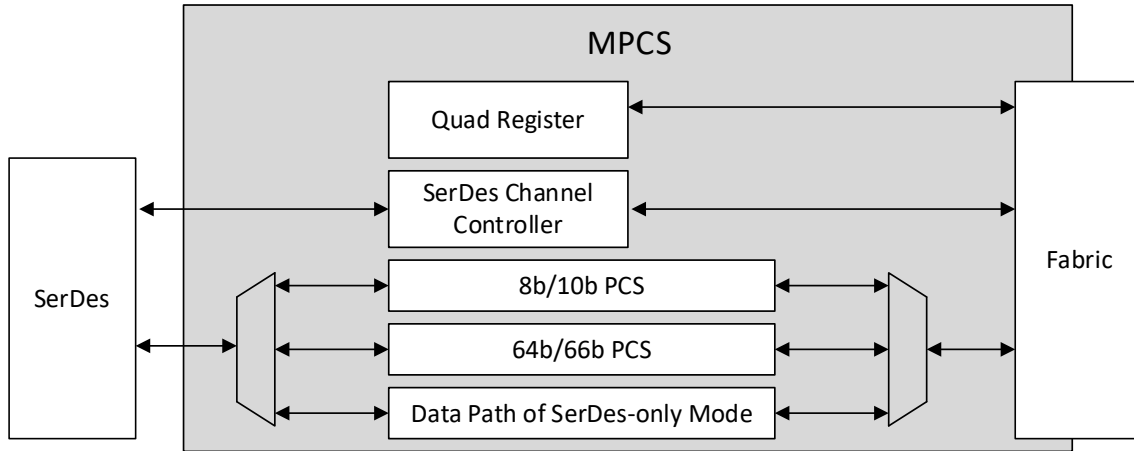 MPCS
Quad Register
SerDes Channel
Controller
SerDes
Fabric
8b/10b PCS
64b/66b PCS
Data Path of SerDes-only Mode